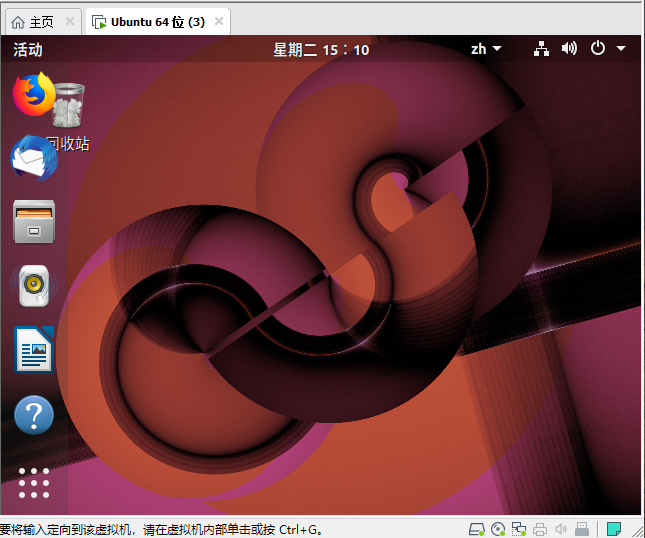 主页
Ubuntu 64 位 (3)
活动
星期二 15：10
zh
回收站
要将输入定向到该虚拟机，请在虚拟机内部单击或按 Ctrl+G。